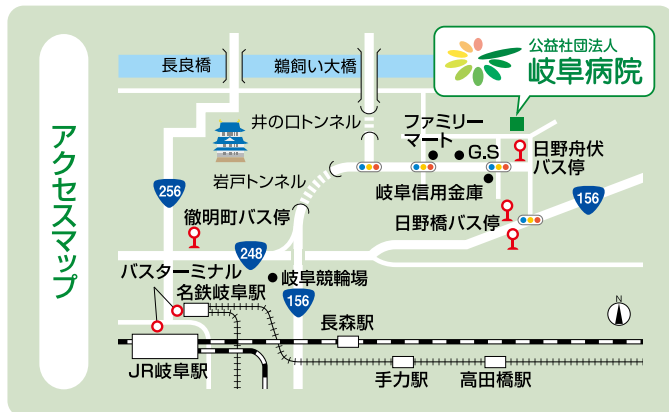 アクセスマップ
公益社団法人
岐阜病院
長良橋
鵜飼い大橋
井の口トンネル
ファミリー
マート
G.S
日野舟伏
バス停
岩戸トンネル
岐阜信用金庫
256
徹明町バス停
日野橋バス停
156
248
バスターミナル
岐阜競輪場
名鉄岐阜駅
156
N
長森駅
JR岐阜駅
手力駅
高田橋駅